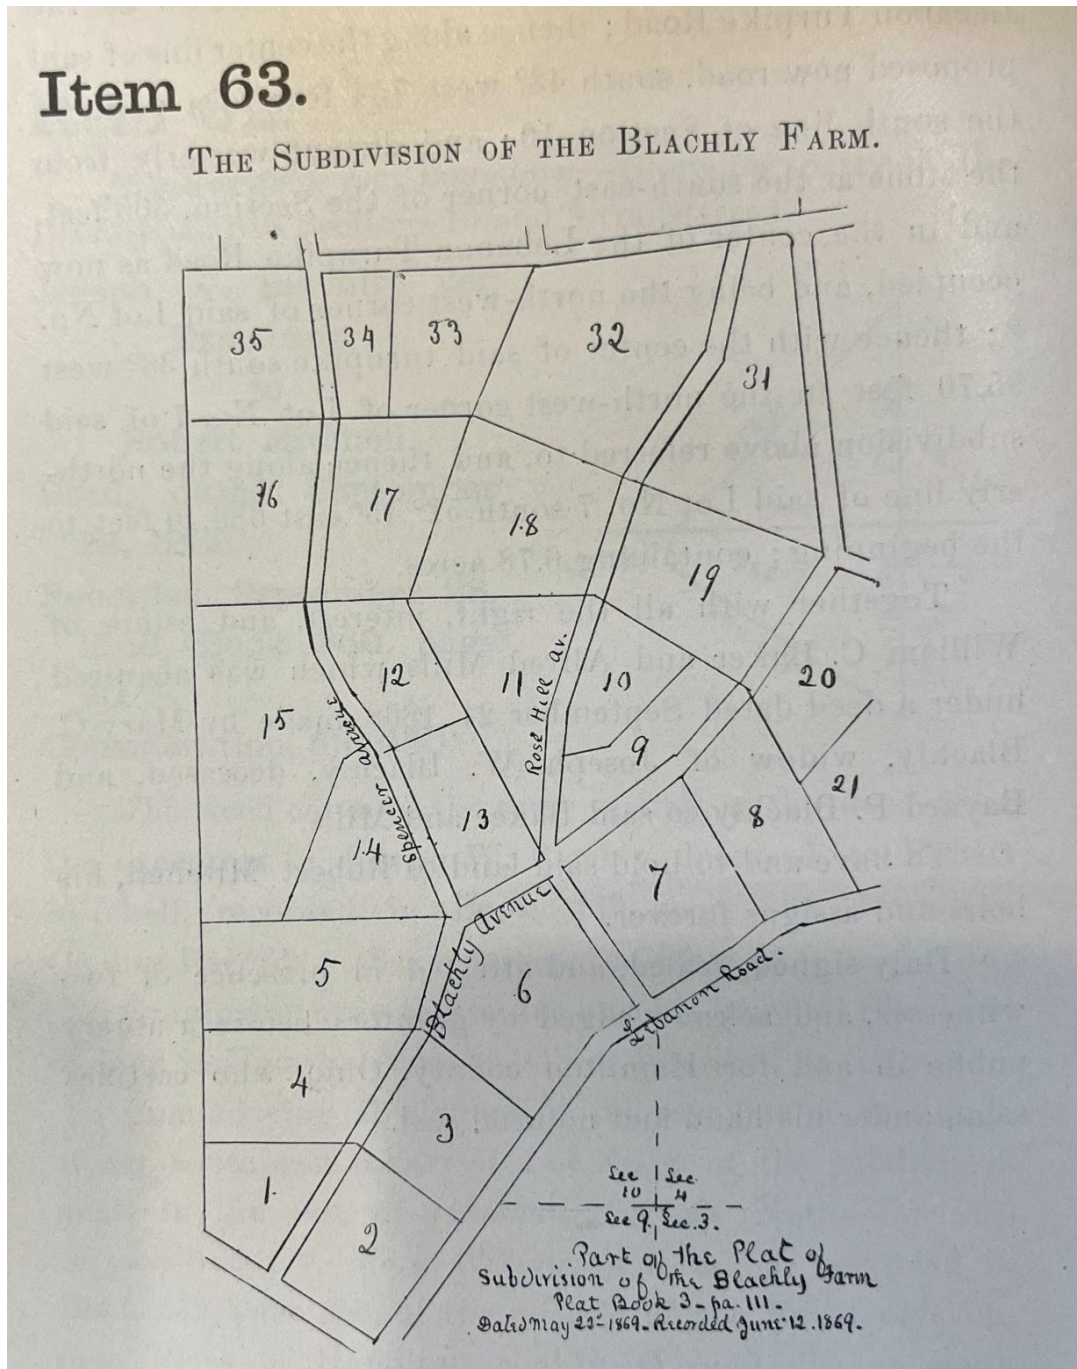 Item 63.
THE SUBDIVISION OF THE BLACHLY FARM.
35
34
33
32
31
16
17
18
19
12
11
Rose Hill av.
10
20
15
Spencer avenue
9
21
14
13
8
7
Blachly Avenue
5
6
Lebanon Road.
4
3
1.
2
Sec Sec.
10 4
Sec 9. Sec. 3.
Part of the Plat of
Subdivision of the Blachly Farm
Plat Book 3 - pa. 111.
Dated May 22d 1869. Recorded June 12. 1869.